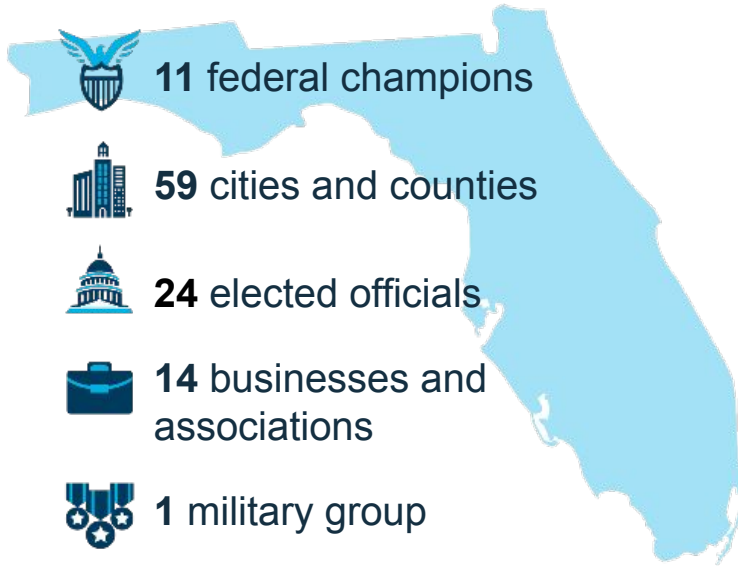 11 federal champions
59 cities and counties
24 elected officials
14 businesses and
associations
1 military group